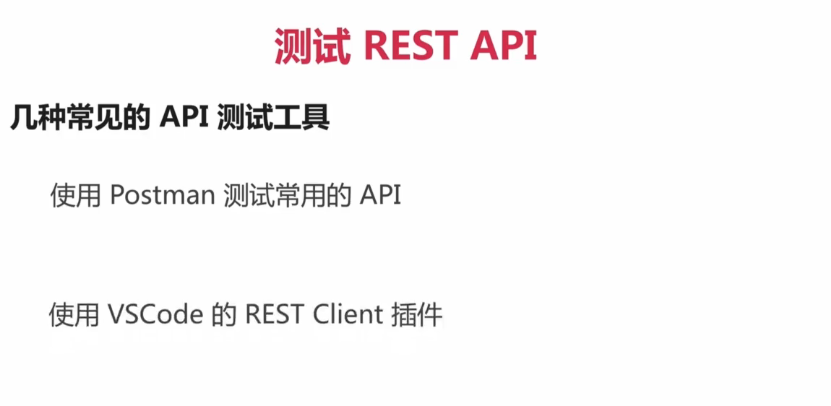 测试 REST API
几种常见的 API 测试工具
使用 Postman 测试常用的 API
使用 VSCode 的 REST Client 插件